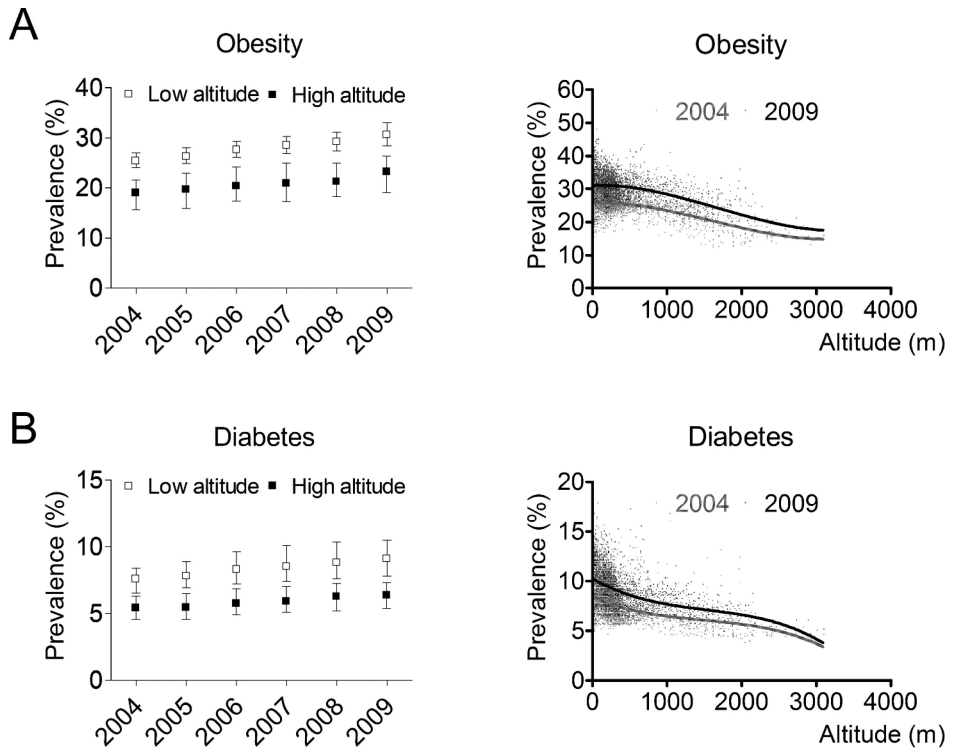 A
Obesity
Prevalence (%)
40
30
20
10
0
Low altitude
High altitude
2004
2005
2006
2007
2008
2009
Obesity
Prevalence (%)
60
50
40
30
20
10
0
2004
2009
0
1000
2000
3000
4000
Altitude (m)
B
Diabetes
Prevalence (%)
15
10
5
0
Low altitude
High altitude
2004
2005
2006
2007
2008
2009
Diabetes
Prevalence (%)
20
15
10
5
0
2004
2009
0
1000
2000
3000
4000
Altitude (m)